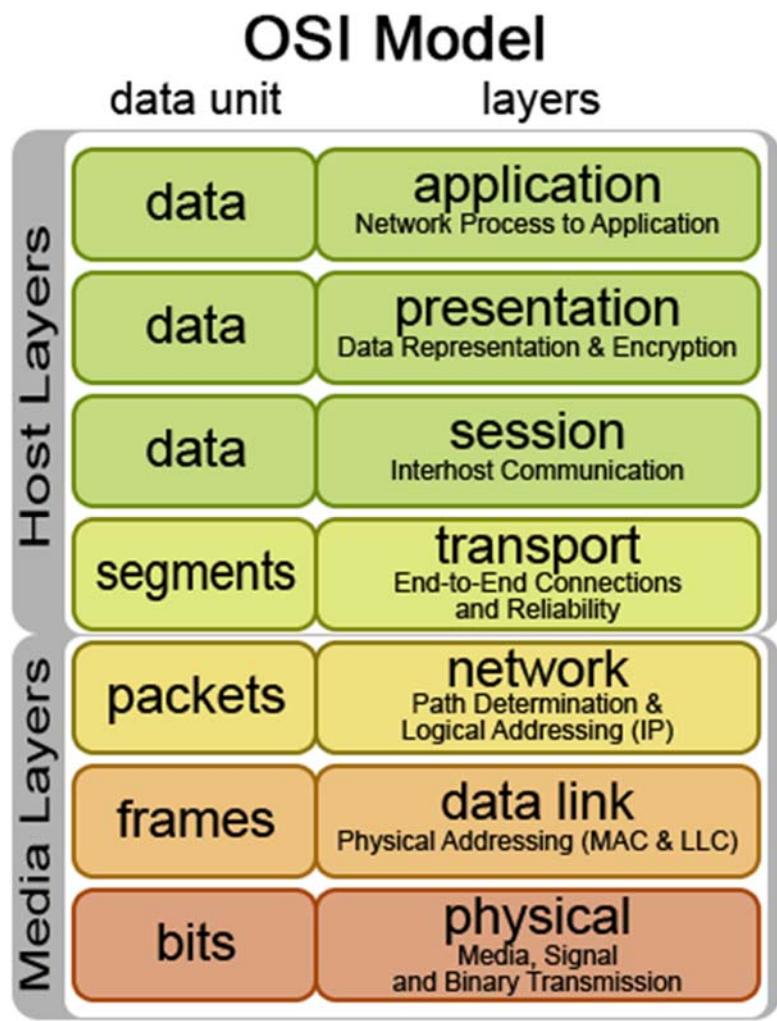 OSI Model
data unit layers
Host Layers
data
application
Network Process to Application
data
presentation
Data Representation & Encryption
data
session
Interhost Communication
segments
transport
End-to-End Connections
and Reliability
Media Layers
packets
network
Path Determination &
Logical Addressing (IP)
frames
data link
Physical Addressing (MAC & LLC)
bits
physical
Media, Signal
and Binary Transmission